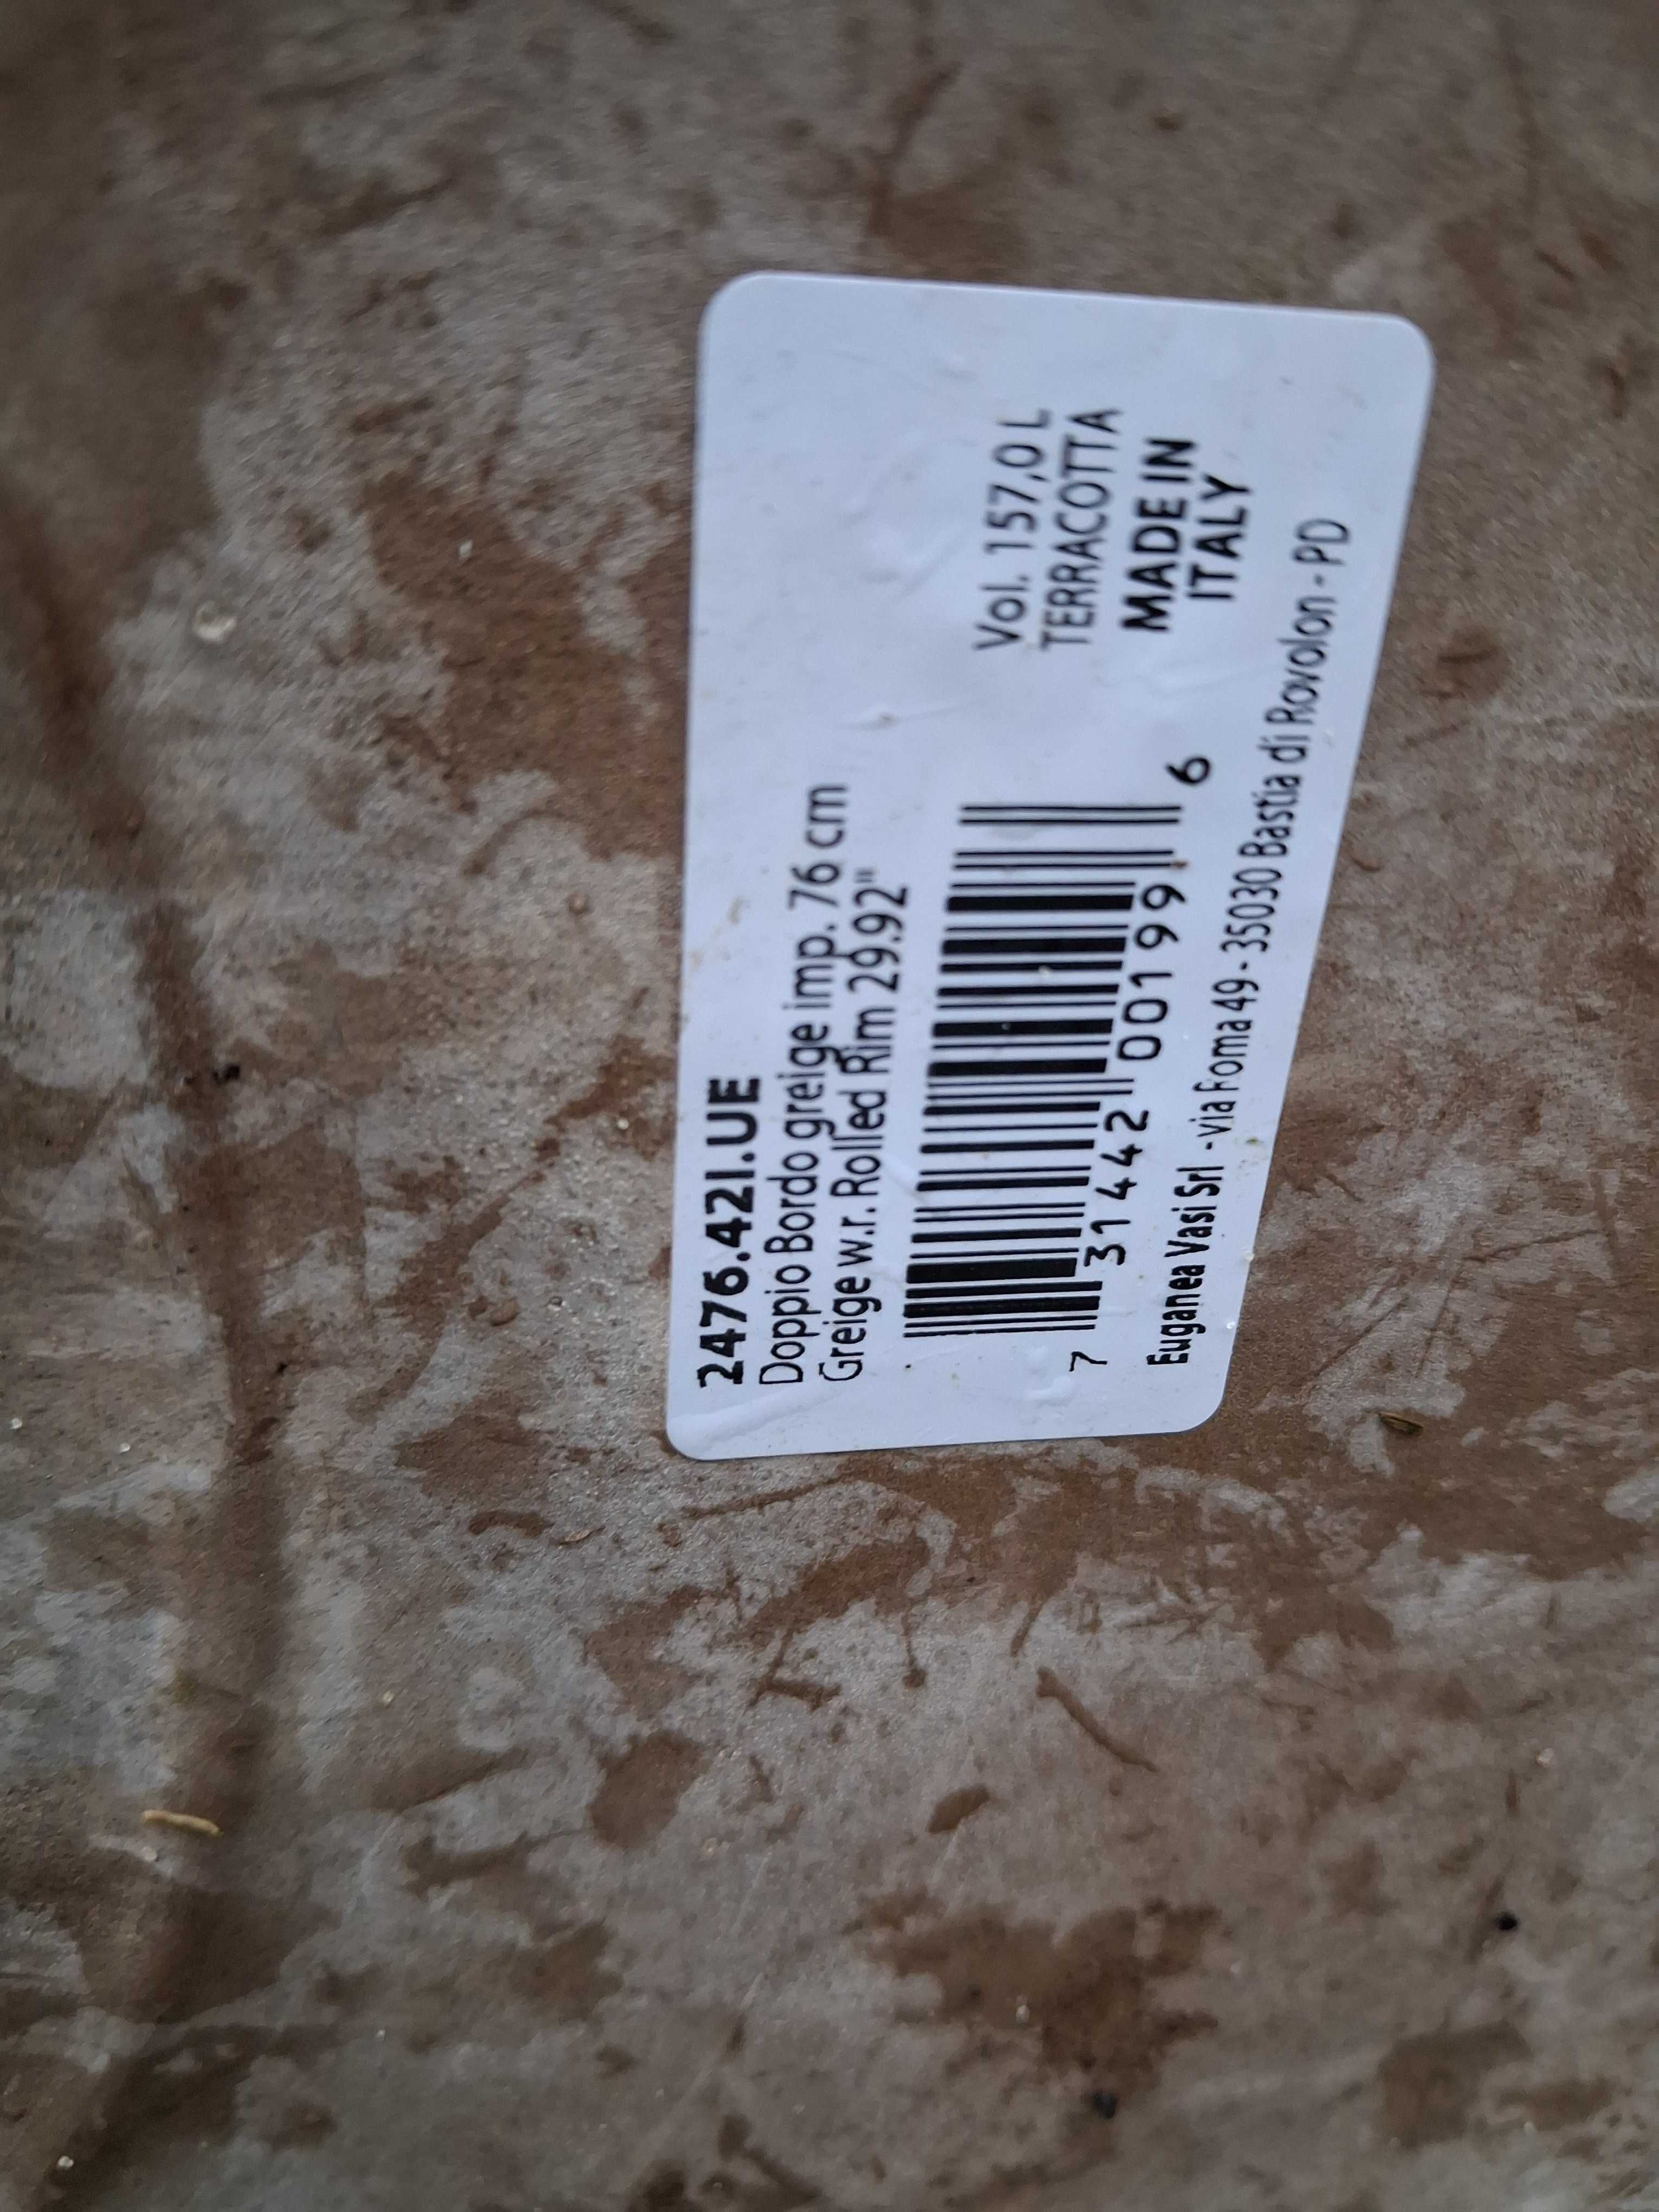 2476.42I.UE
Doppio Bordo greige imp. 76 cm
Greige w.r. Rolled Rim 29.92"
Vol. 157,0 L
TERRACOTTA
MADE IN
ITALY
7 31442 00199 6
Euganea Vasi Srl - via Foma 49 - 35030 Bastia di Rovolon - PD